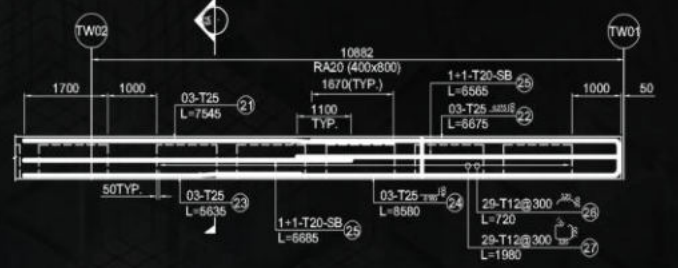 TW02
TW01
10882
RA20 (400x800)
1670(TYP.)
1+1-T20-SB 25
L=6565
1700
1000
1000
50
03-T25 21
L=7545
1100
TYP.
03-T25 22
L=6675
50TYP.
03-T25 23
L=5635
1+1-T20-SB 25
L=6685
03-T25 24
L=8580
29-T12@300 26
L=720
29-T12@300 27
L=1980